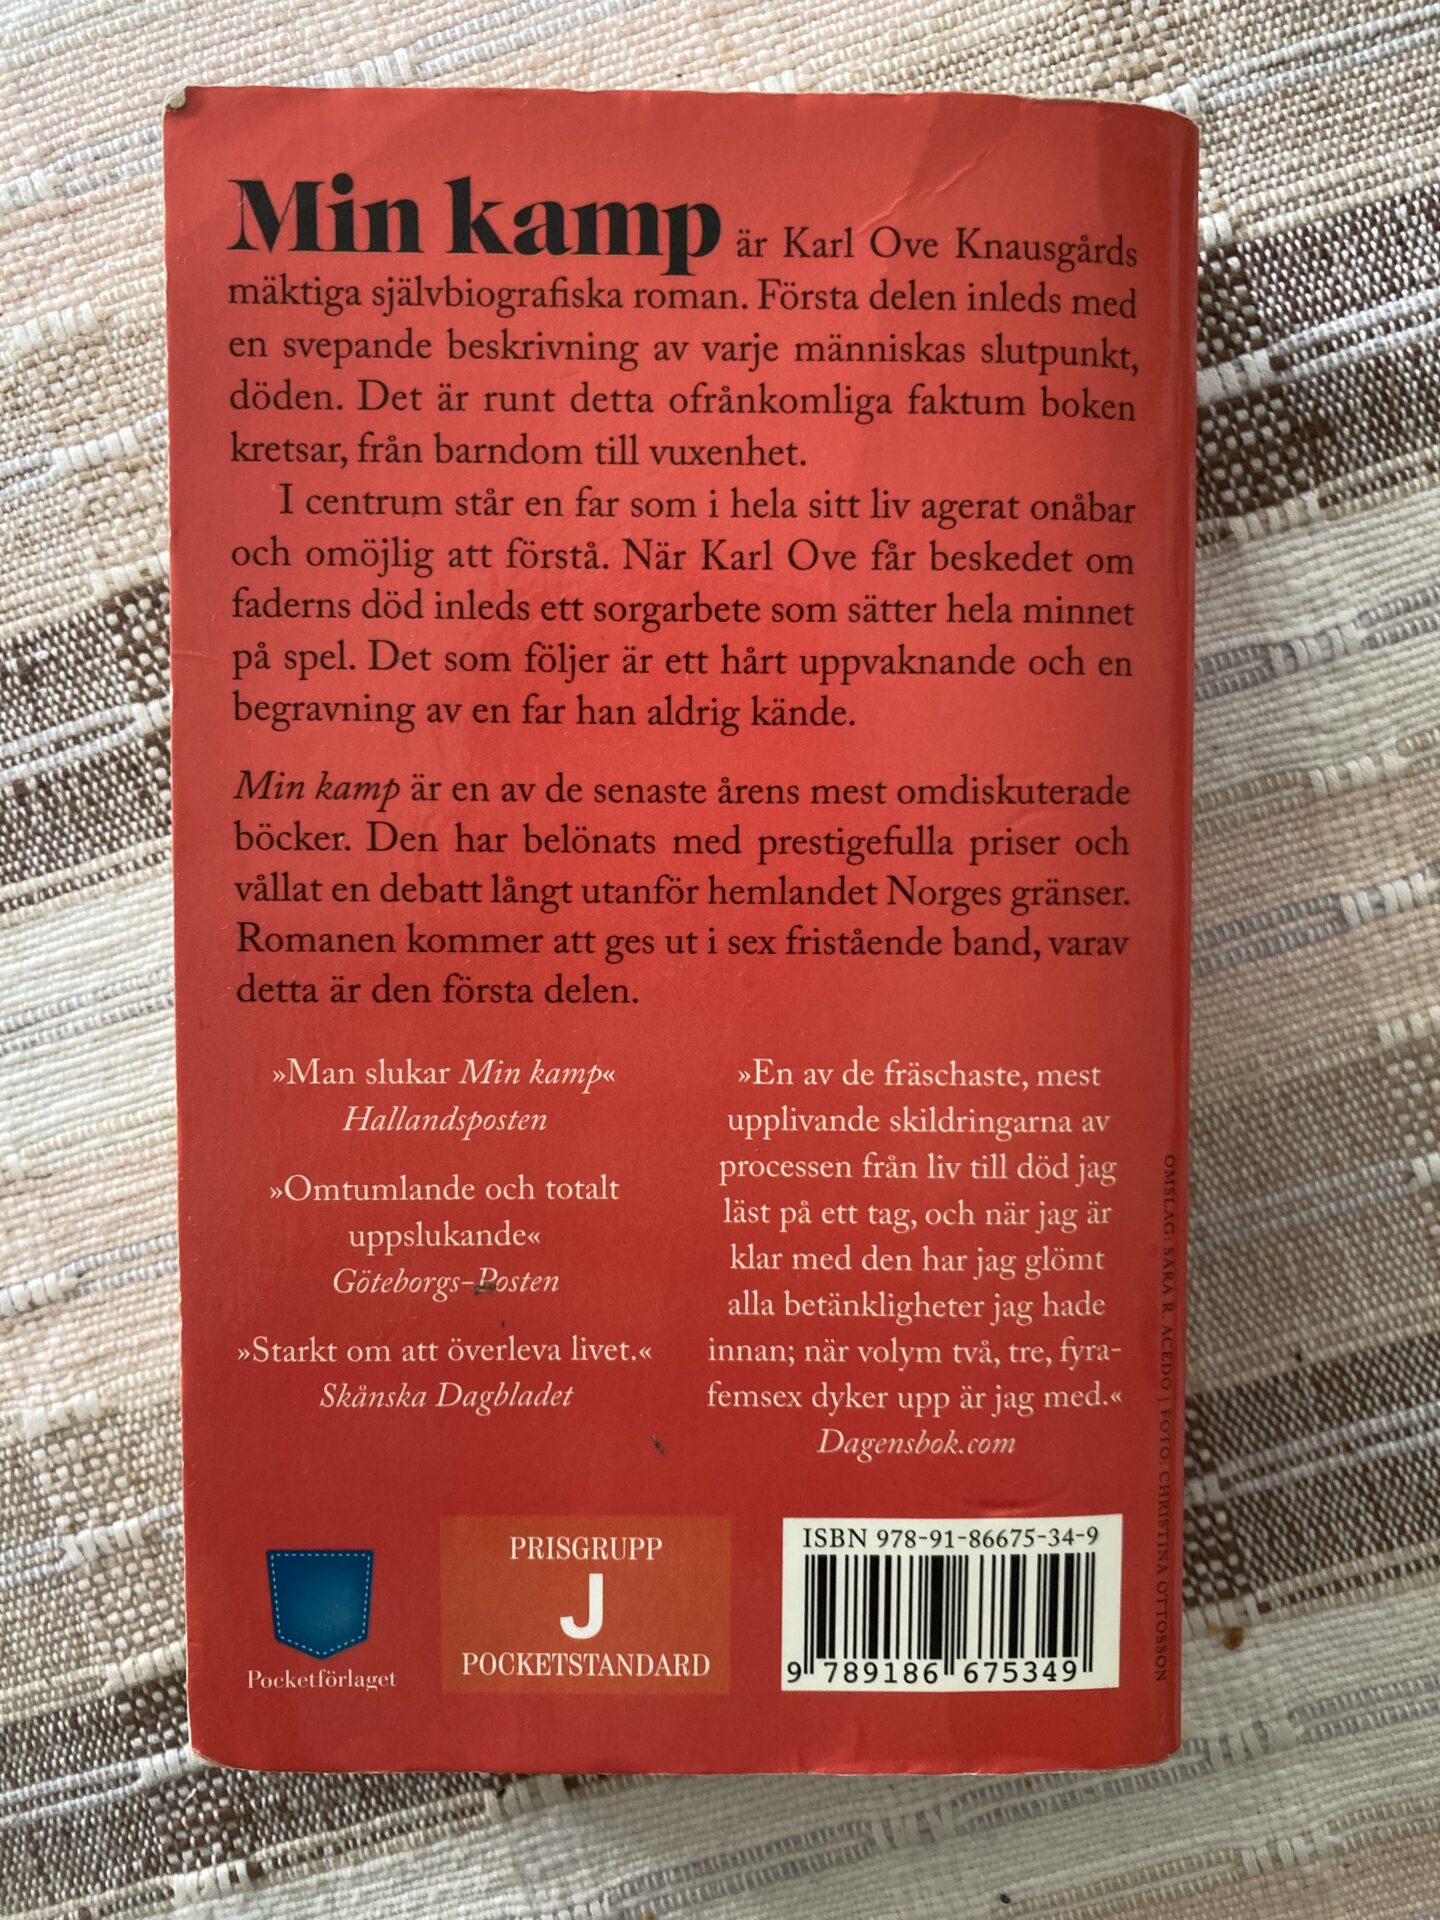 Min kamp är Karl Ove Knausgårds
mäktiga självbiografiska roman. Första delen inleds med
en svepande beskrivning av varje människas slutpunkt,
döden. Det är runt detta ofrånkomliga faktum boken
kretsar, från barndom till vuxenhet.
I centrum står en far som i hela sitt liv agerat onåbar
och omöjlig att förstå. När Karl Ove får beskedet om
faderns död inleds ett sorgarbete som sätter hela minnet
på spel. Det som följer är ett hårt uppvaknande och en
begravning av en far han aldrig kände.
Min kamp är en av de senaste årens mest omdiskuterade
böcker. Den har belönats med prestigefulla priser och
vållat en debatt långt utanför hemlandet Norges gränser.
Romanen kommer att ges ut i sex fristående band, varav
detta är den första delen.
»Man slukar Min kamp«
Hallandsposten
»Omtumlande och totalt
uppslukande«
Göteborgs-Posten
»Starkt om att överleva livet.«
Skånska Dagbladet
»En av de fräschaste, mest
upplivande skildringarna av
processen från liv till död jag
läst på ett tag, och när jag är
klar med den har jag glömt
alla betänkligheter jag hade
innan; när volym två, tre, fyra-
femsex dyker upp är jag med.«
Dagensbok.com
OMSLAG: SARA R. ACEDO | FOTO: CHRISTINA OTTOSSON
Pocketförlaget
PRISGRUPP
J
POCKETSTANDARD
ISBN 978-91-86675-34-9
9 789186 675349